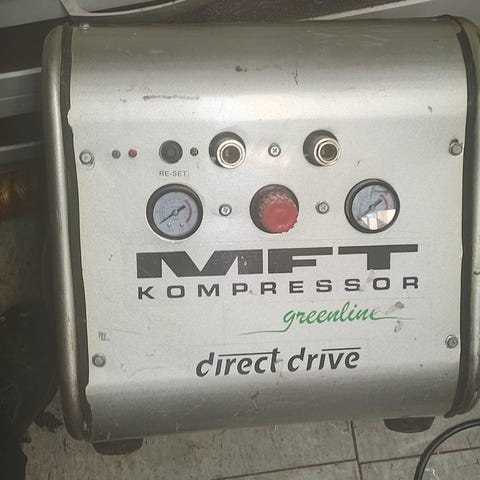 RE-SET
MFT
KOMPRESSOR
greenline
direct drive